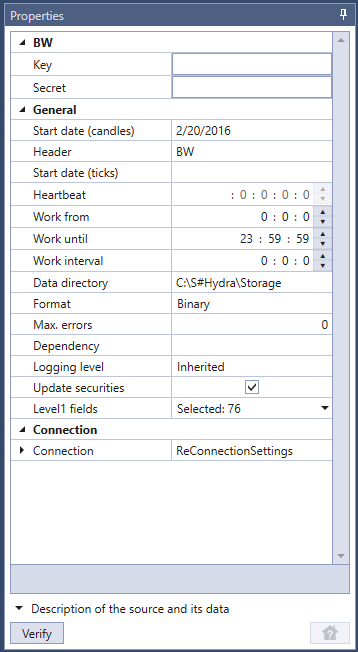 Properties
BW
Key
Secret
General
Start date (candles) 2/20/2016
Header BW
Start date (ticks)
Heartbeat : 0 : 0 : 0 : 0
Work from 0 : 0 : 0
Work until 23 : 59 : 59
Work interval 0 : 0 : 0
Data directory C:\S#Hydra\Storage
Format Binary
Max. errors 0
Dependency
Logging level Inherited
Update securities
Level1 fields Selected: 76
Connection
Connection ReConnectionSettings
Description of the source and its data
Verify